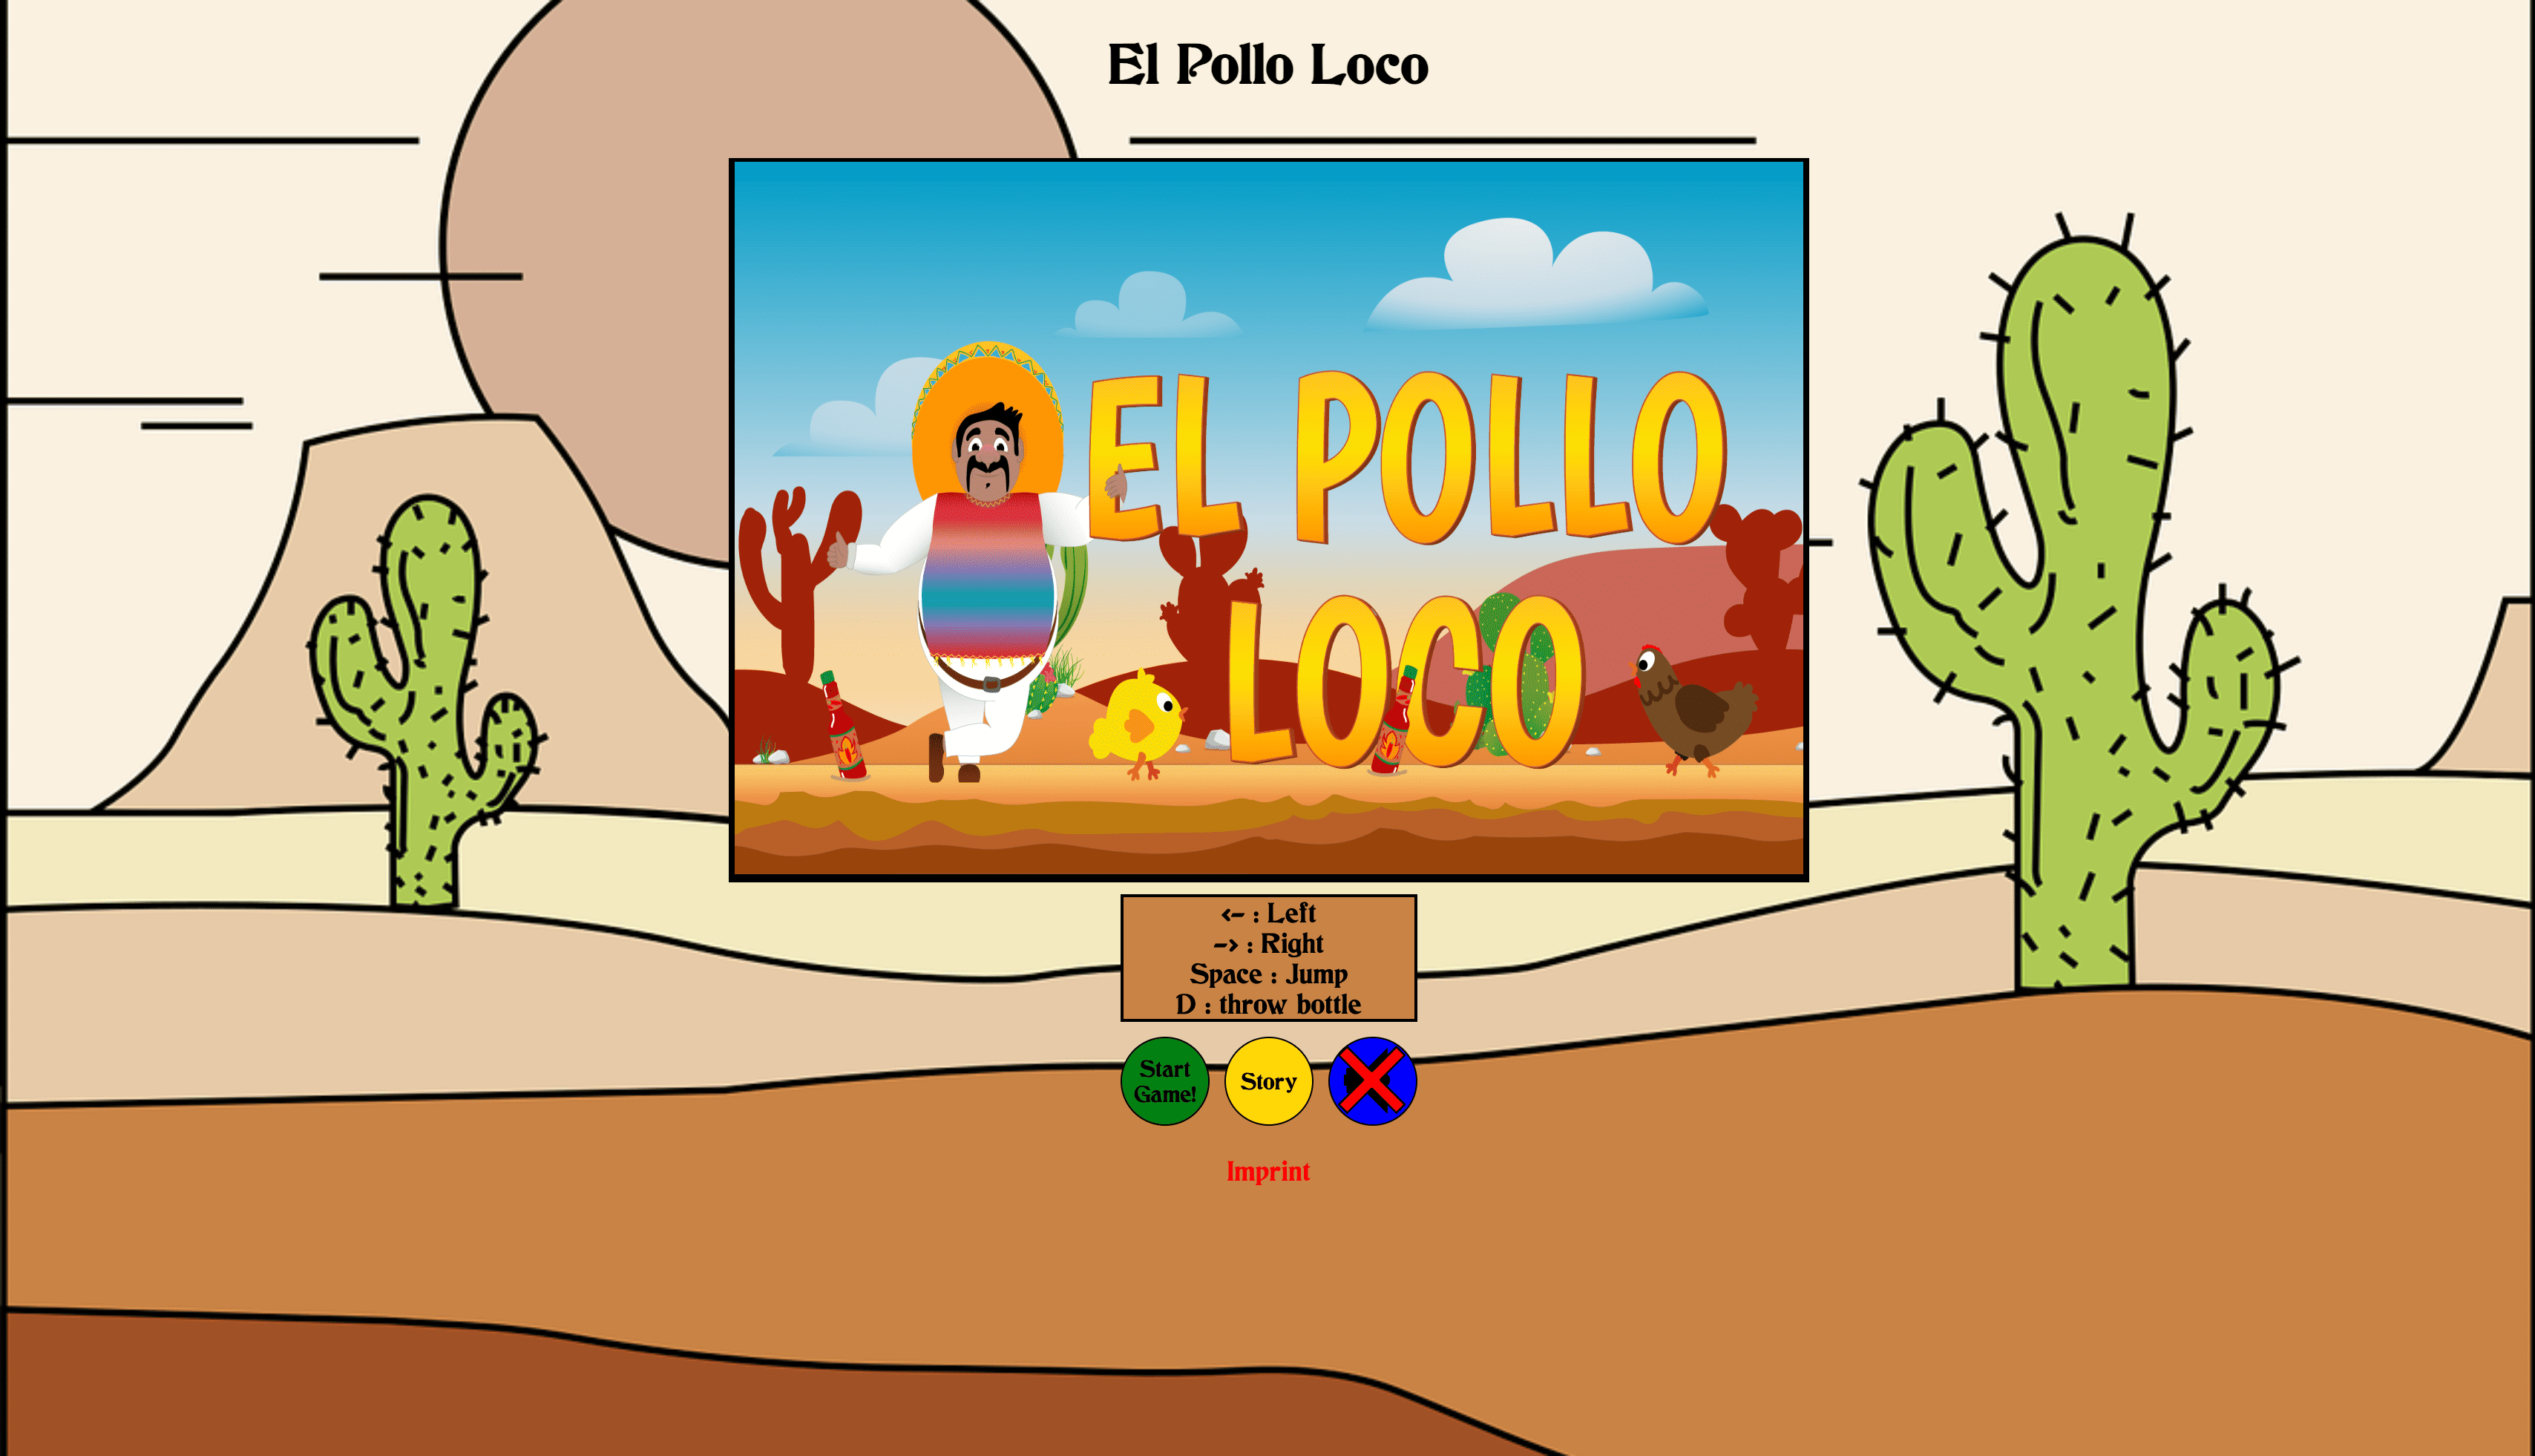 El Pollo Loco
EL POLLO
LOCO
<- : Left
-> : Right
Space : Jump
D : throw bottle
Start
Game!
Story
Imprint